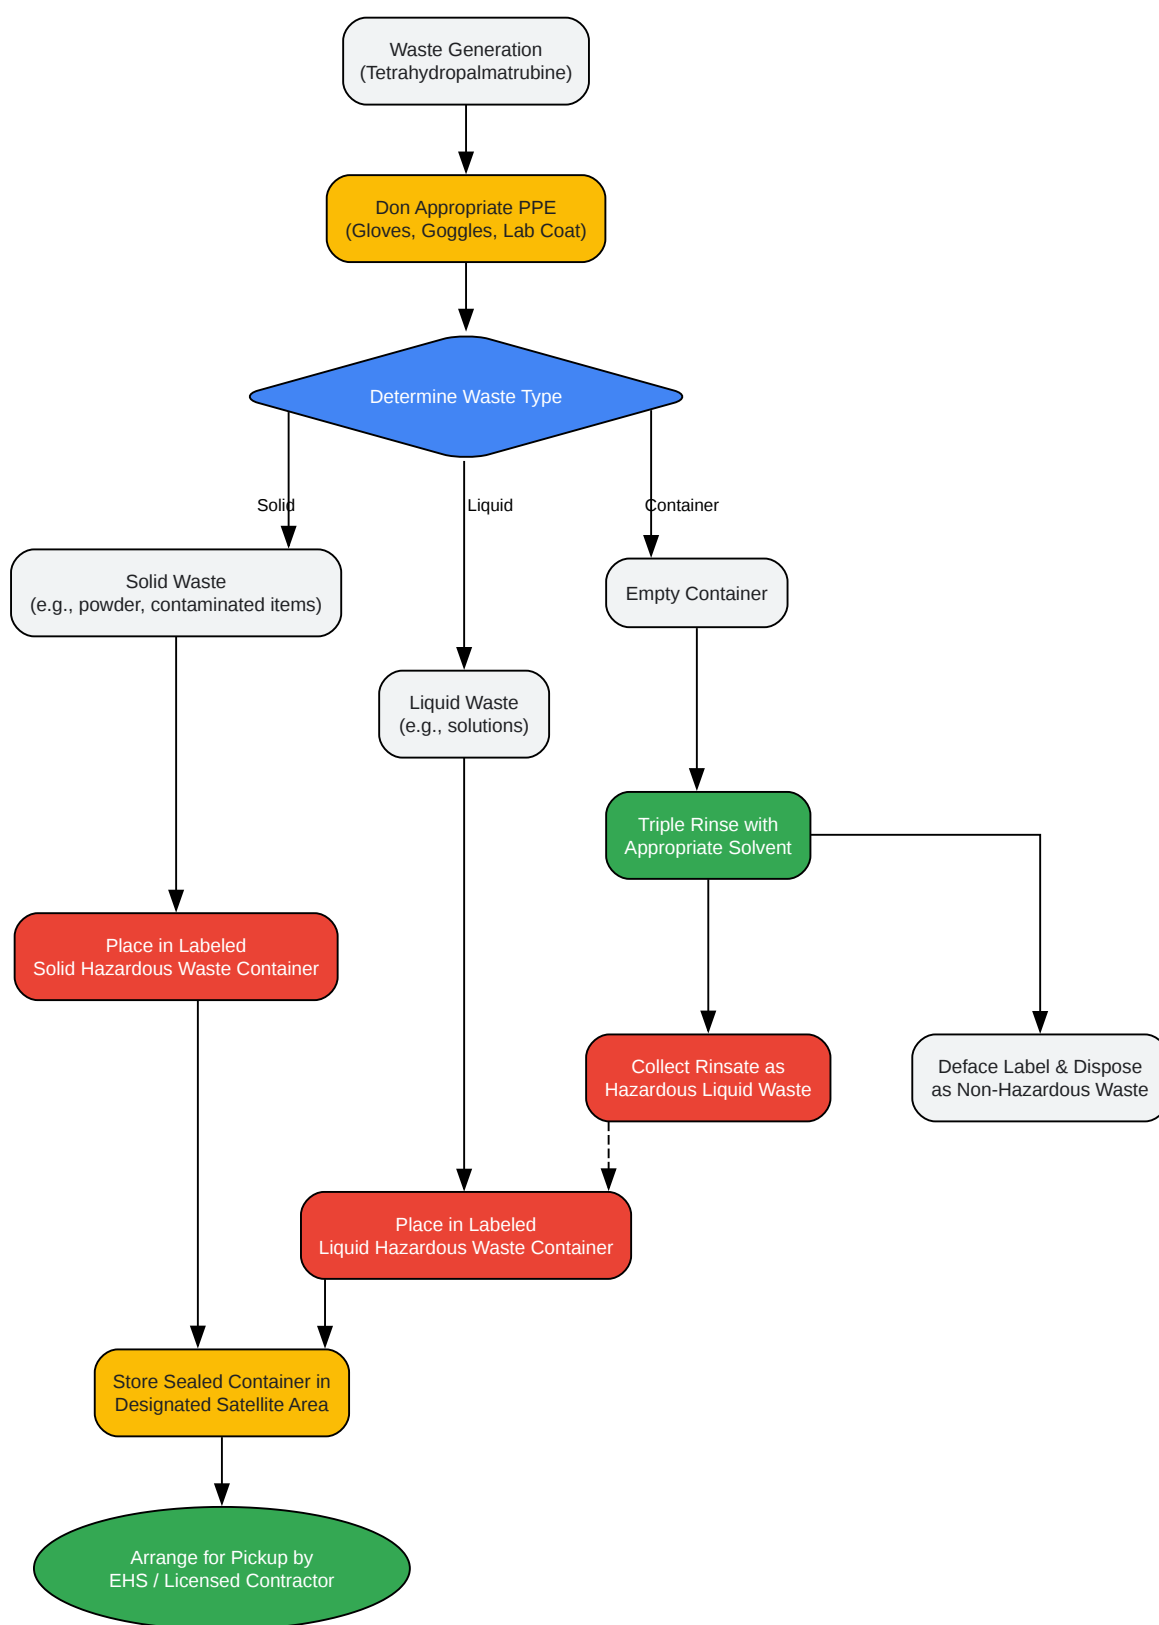 Waste Generation
(Tetrahydropalmatrubine)
Don Appropriate PPE
(Gloves, Goggles, Lab Coat)
Determine Waste Type
Solid
Liquid
Container
Solid Waste
(e.g., powder, contaminated items)
Empty Container
Liquid Waste
(e.g., solutions)
Triple Rinse with
Appropriate Solvent
Place in Labeled
Solid Hazardous Waste Container
Collect Rinsate as
Hazardous Liquid Waste
Deface Label & Dispose
as Non-Hazardous Waste
Place in Labeled
Liquid Hazardous Waste Container
Store Sealed Container in
Designated Satellite Area
Arrange for Pickup by
EHS / Licensed Contractor